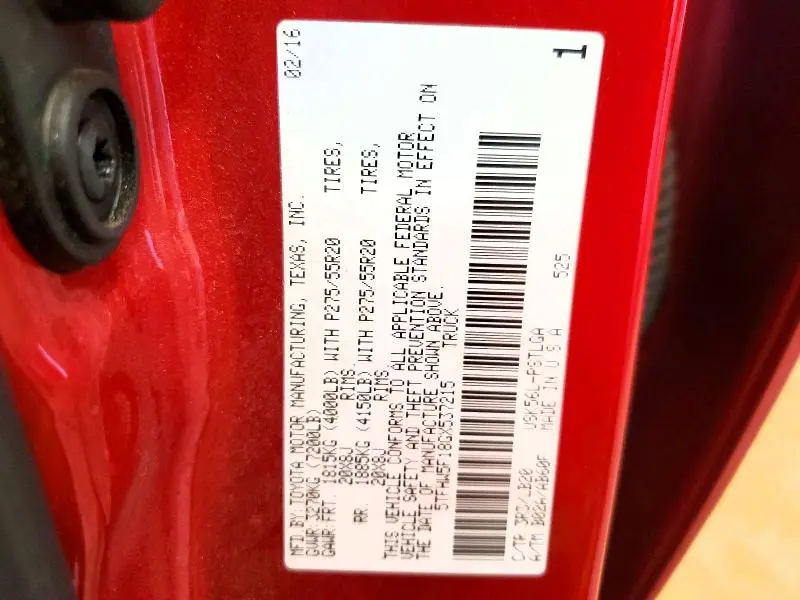 02/16
MFD BY: TOYOTA MOTOR MANUFACTURING, TEXAS, INC.
GVWR: 3270KG (7200LB)
GAWR: FRT. 1815KG (4000LB) WITH P275/55R20 TIRES,
20X8J RIMS.
RR. 1885KG (4150LB) WITH P275/55R20 TIRES,
20X8J RIMS.
THIS VEHICLE CONFORMS TO ALL APPLICABLE FEDERAL MOTOR
VEHICLE SAFETY AND THEFT PREVENTION STANDARDS IN EFFECT ON
THE DATE OF MANUFACTURE SHOWN ABOVE.
5TFAW5F18GX537215 TRUCK
1
C/TR 3R3/LB20 USK56L-PSTLGA 525
A/TM B02A/AB60F MADE IN U S A